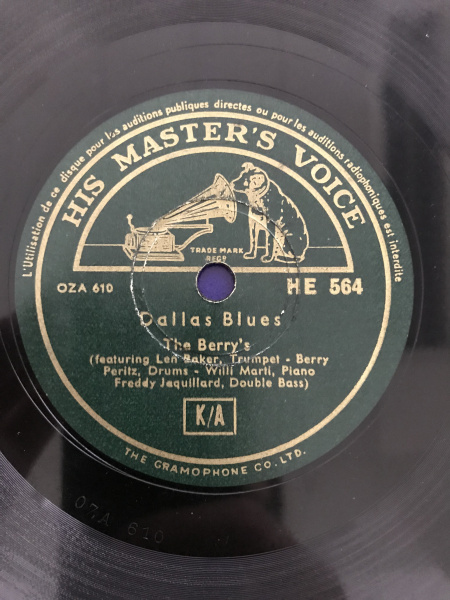 L'Utilisation de ce disque pour les auditions publiques directes ou pour les auditions radiophoniques est interdite
HIS MASTER'S VOICE
TRADE MARK
REGD
OZA 610
HE 564
Dallas Blues
The Berry's
(featuring Len Baker, Trumpet - Berry
Peritz, Drums - Willi Marti, Piano
Freddy Jaquillard, Double Bass)
K/A
THE GRAMOPHONE CO. LTD.
OZA 610